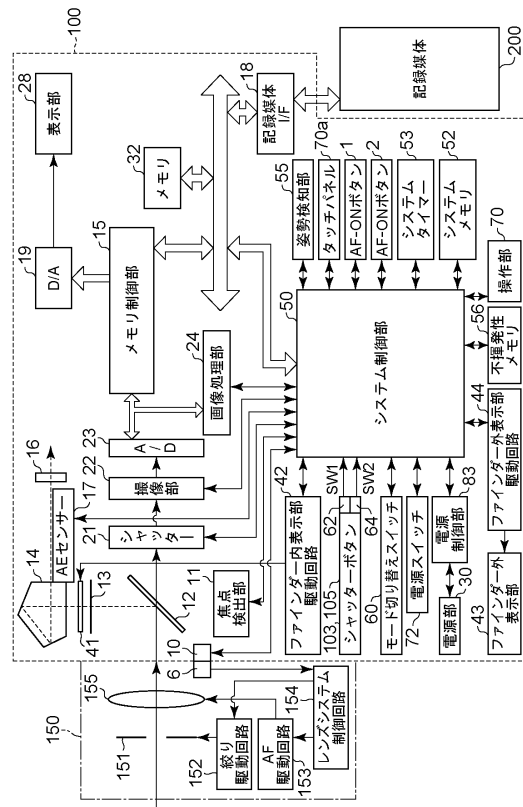 100
28
表示部
19
D/A
15
メモリ制御部
32
メモリ
18
記録媒体
I/F
200
記録媒体
16
17
AEセンサー
14
13
41
12
23
A/D
22
撮像部
21
シャッター
24
画像処理部
11
焦点
検出部
10
6
50
システム制御部
55
姿勢検知部
70a
タッチパネル
1
AF-ONボタン
2
AF-ONボタン
53
システム
タイマー
52
システム
メモリ
70
操作部
56
不揮発性
メモリ
44
ファインダー外表示部
駆動回路
43
ファインダー外
表示部
42
ファインダー内表示部
駆動回路
SW1
62
SW2
64
103, 105
シャッターボタン
60
モード切り替えスイッチ
72
電源スイッチ
83
電源
制御部
30
電源部
150
155
151
152
絞り
駆動回路
153
AF
駆動回路
154
レンズシステム
制御回路